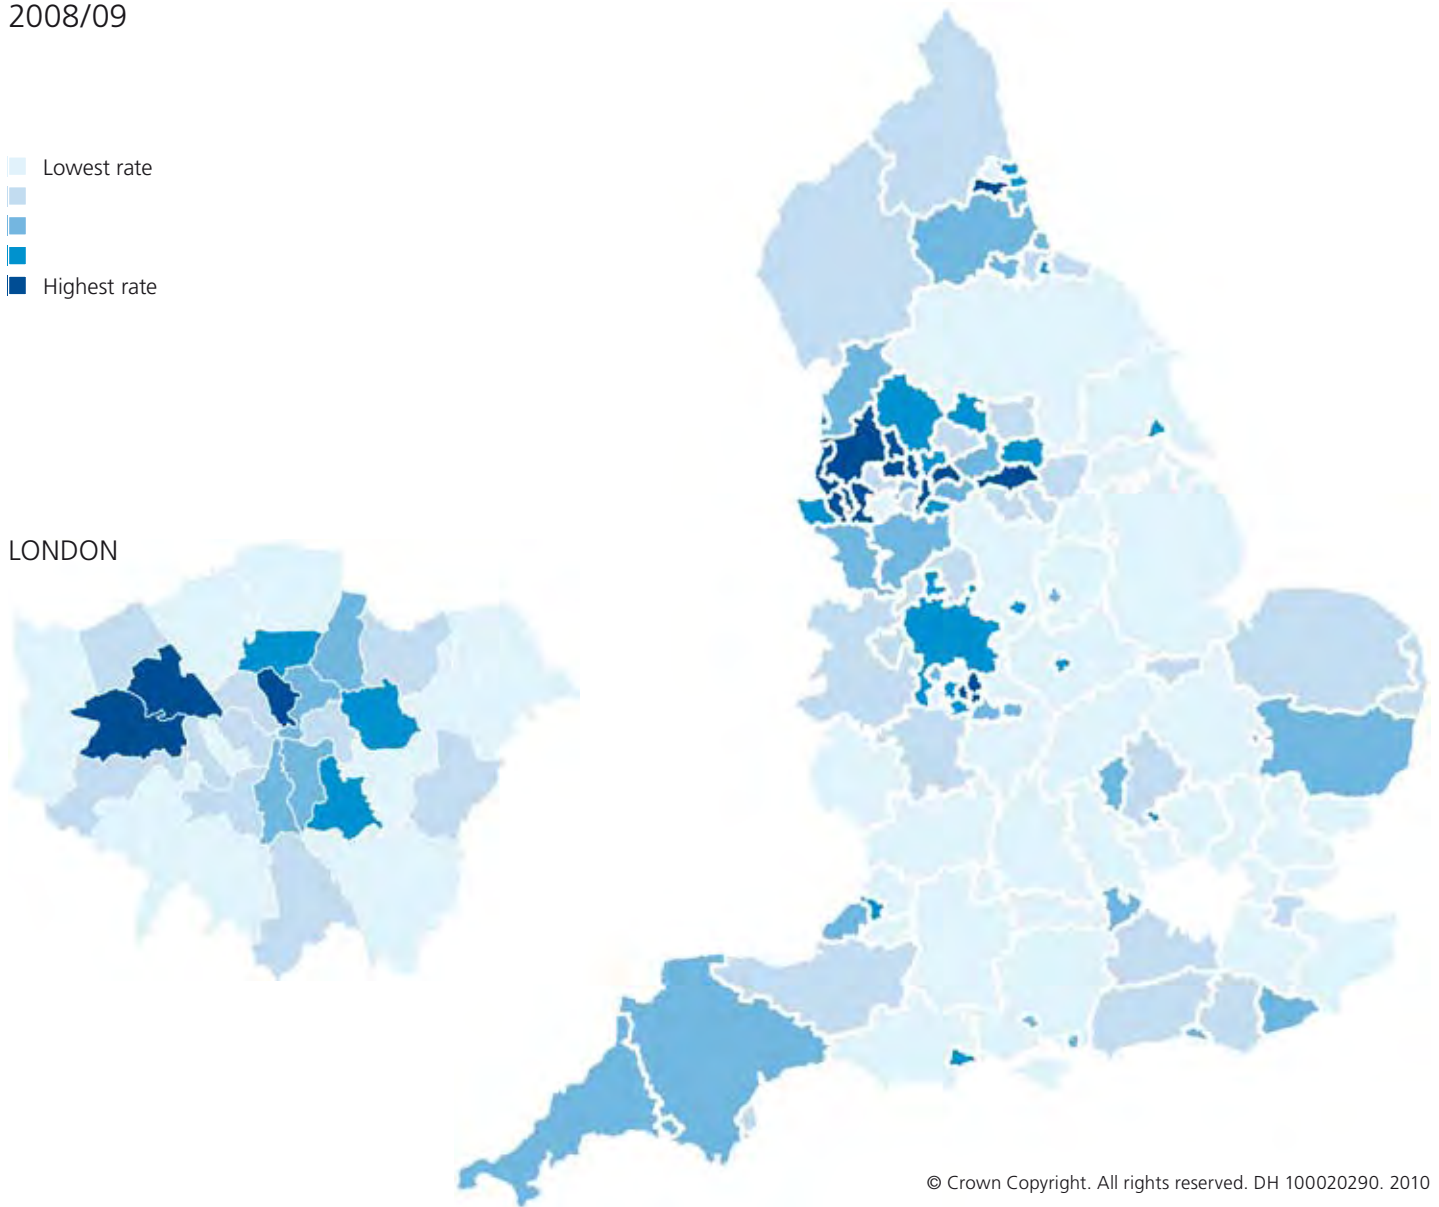 2008/09
Lowest rate
Highest rate
LONDON
© Crown Copyright. All rights reserved. DH 100020290. 2010